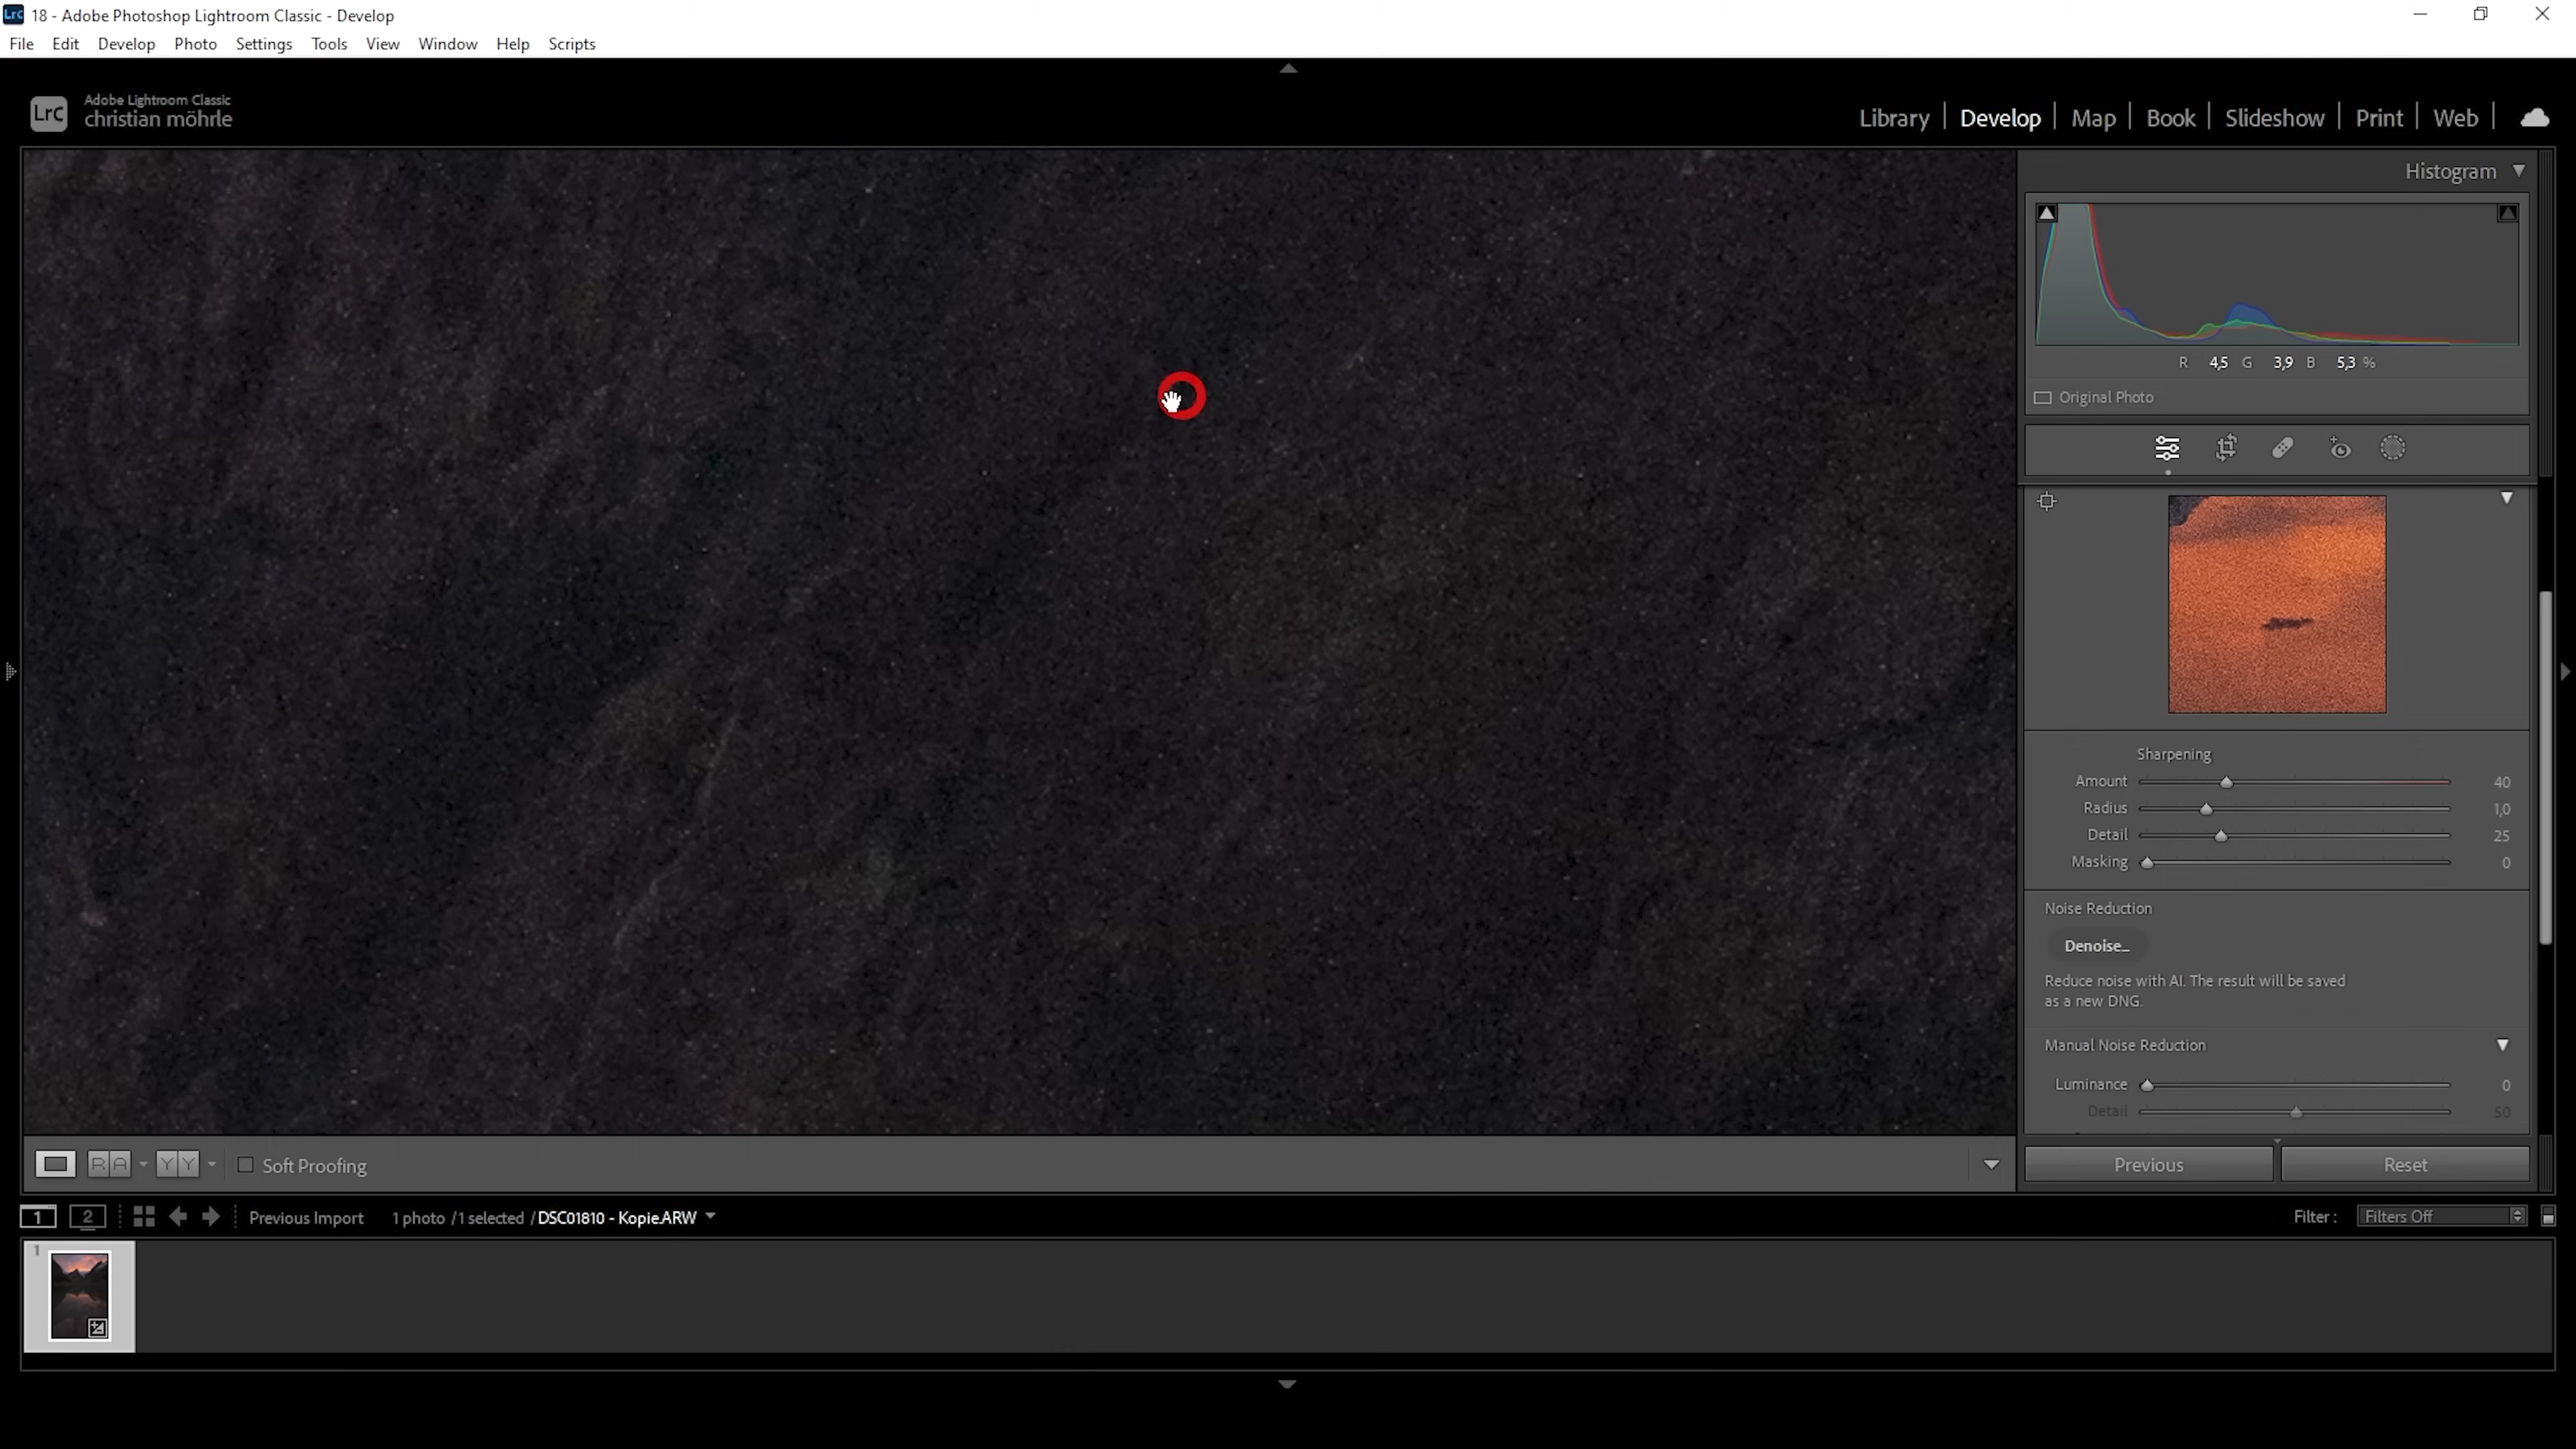 Lrc 18 - Adobe Photoshop Lightroom Classic - Develop
File Edit Develop Photo Settings Tools View Window Help Scripts
Lrc Adobe Lightroom Classic
christian möhrle
Library | Develop | Map | Book | Slideshow | Print | Web |
Histogram
R 4,5 G 3,9 B 5,3 %
Original Photo
Sharpening
Amount 40
Radius 1,0
Detail 25
Masking 0
Noise Reduction
Denoise...
Reduce noise with AI. The result will be saved
as a new DNG.
Manual Noise Reduction
Luminance 0
Detail 50
R A Y Y Soft Proofing
Previous Reset
1 2 Previous Import 1 photo / 1 selected / DSC01810 - Kopie.ARW Filter : Filters Off
1